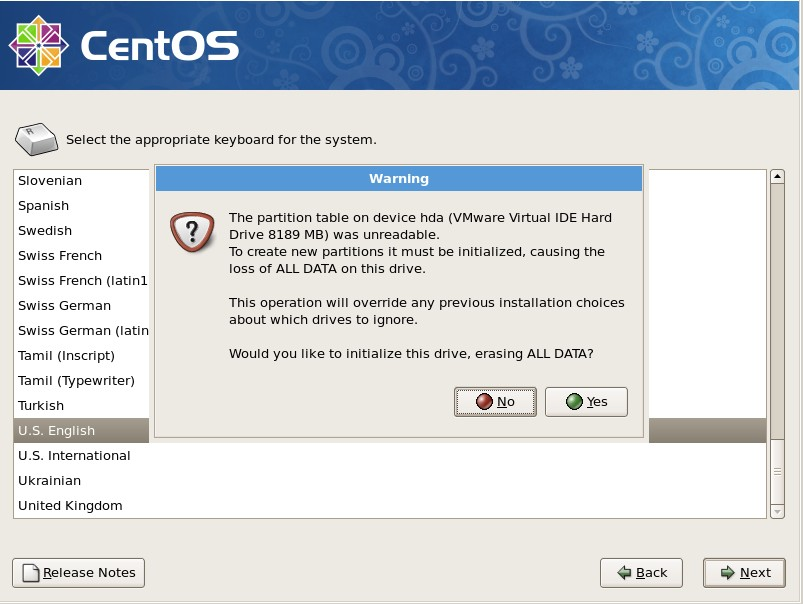 CentOS
Select the appropriate keyboard for the system.
Slovenian
Spanish
Swedish
Swiss French
Swiss French (latin1
Swiss German
Swiss German (latin
Tamil (Inscript)
Tamil (Typewriter)
Turkish
U.S. English
U.S. International
Ukrainian
United Kingdom
Warning
The partition table on device hda (VMware Virtual IDE Hard
Drive 8189 MB) was unreadable.
To create new partitions it must be initialized, causing the
loss of ALL DATA on this drive.
This operation will override any previous installation choices
about which drives to ignore.
Would you like to initialize this drive, erasing ALL DATA?
No
Yes
Release Notes
Back
Next